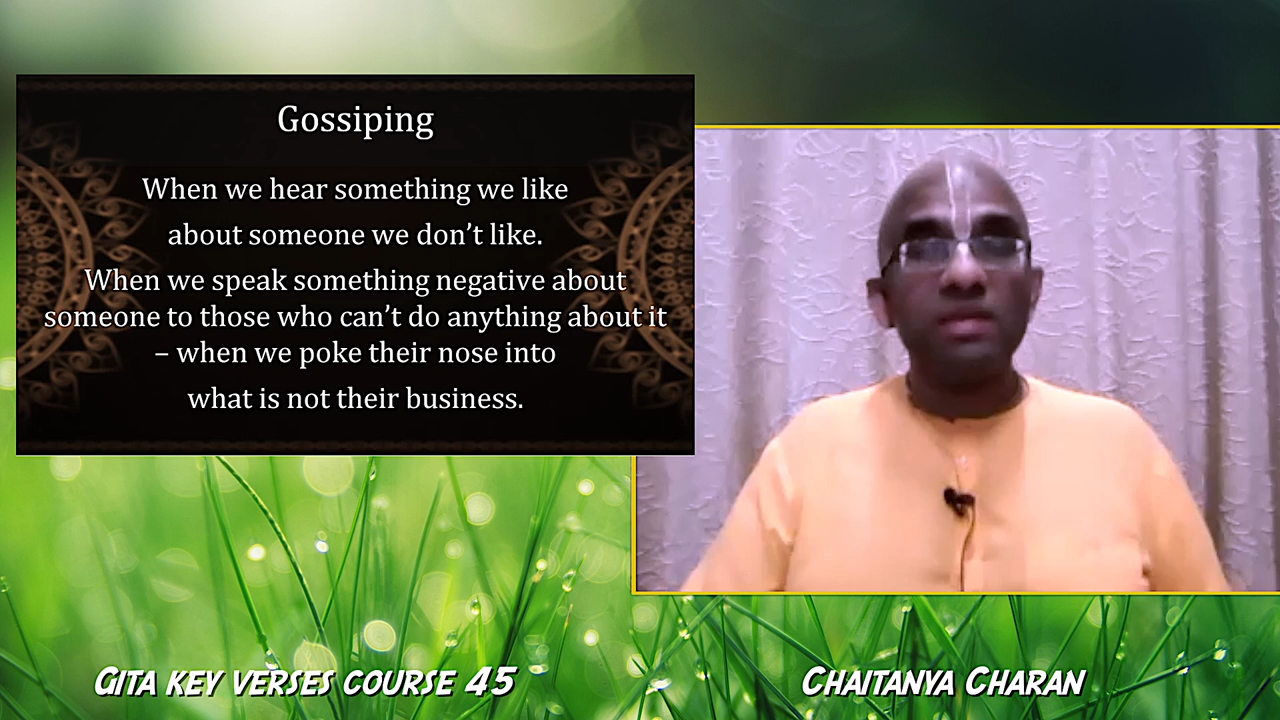 Gossiping
When we hear something we like
about someone we don’t like.
When we speak something negative about
someone to those who can’t do anything about it
– when we poke their nose into
what is not their business.
Gita key verses course 45
Chaitanya Charan